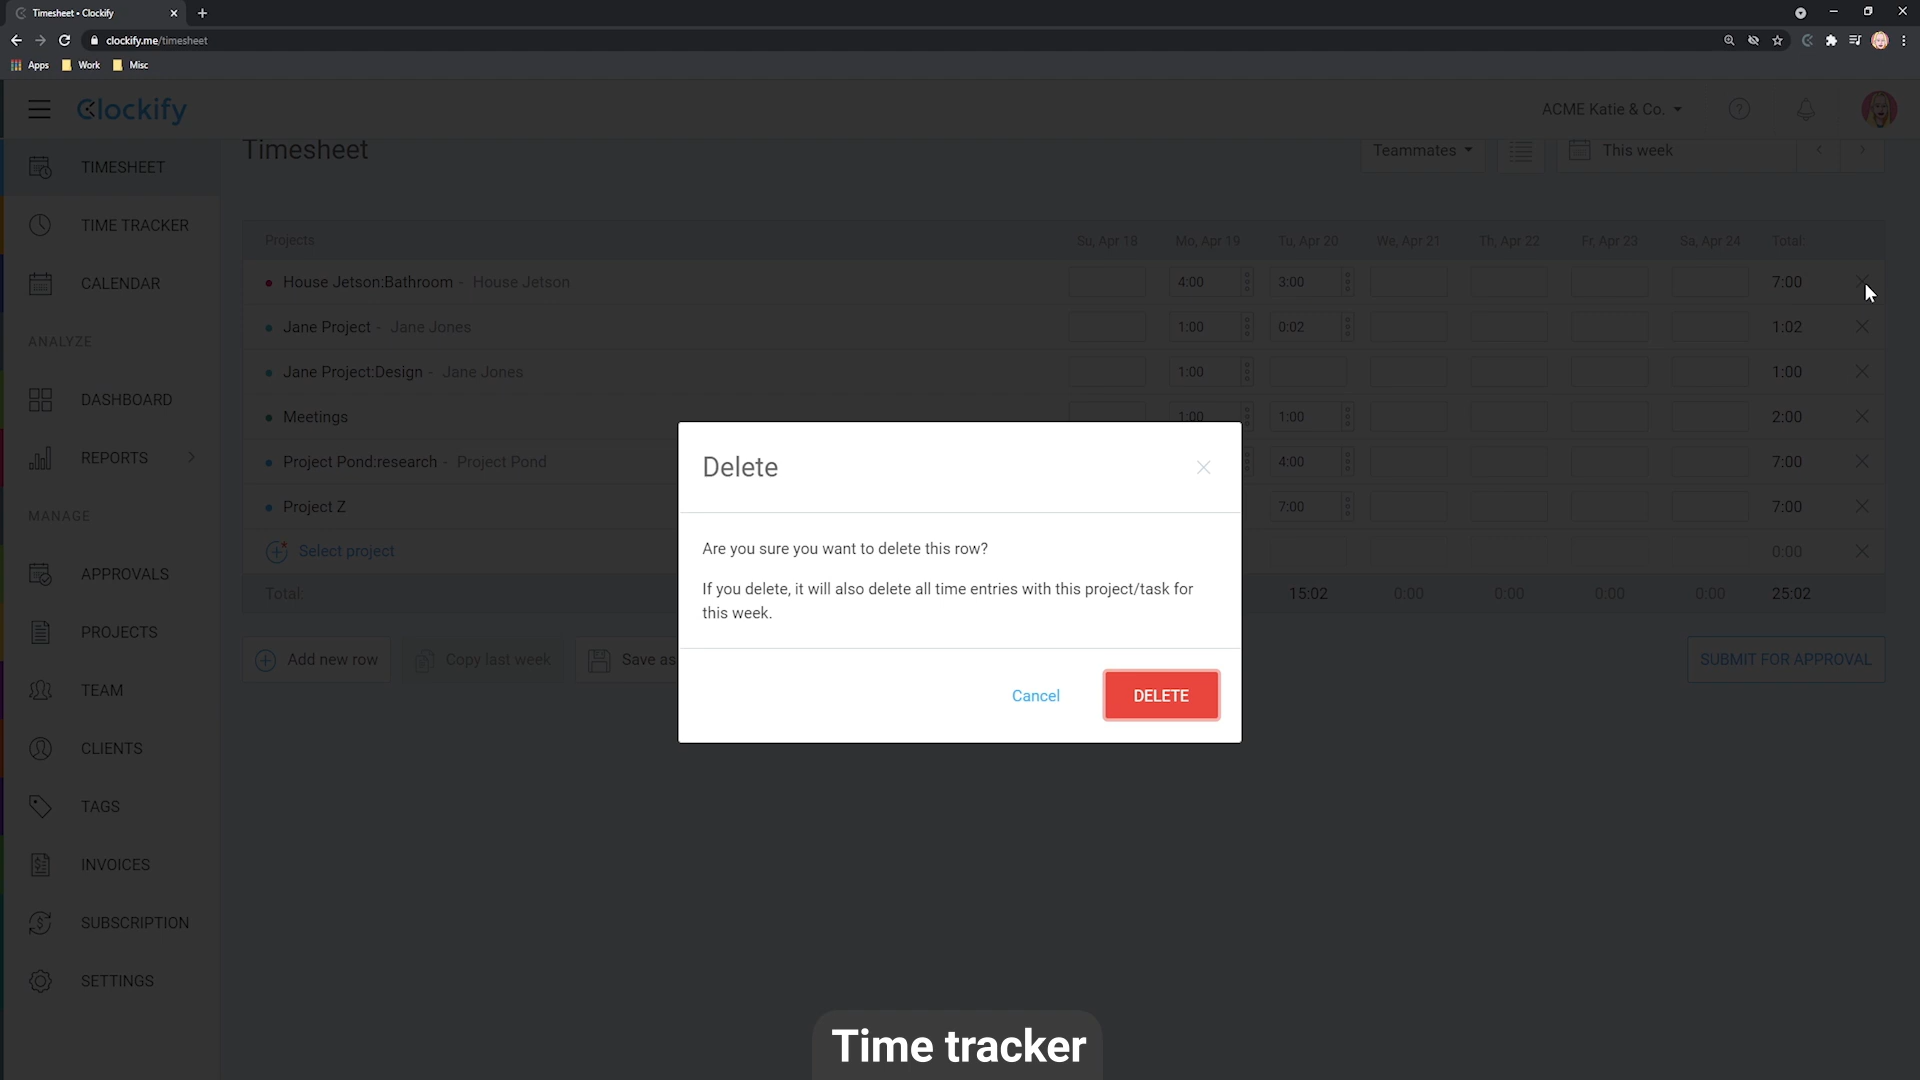 Timesheet • Clockify
clockify.me/timesheet
Apps Work Misc
Clockify ACME Katie & Co.
TIMESHEET
TIME TRACKER
CALENDAR
ANALYZE
DASHBOARD
REPORTS
MANAGE
APPROVALS
PROJECTS
TEAM
CLIENTS
TAGS
INVOICES
SUBSCRIPTION
SETTINGS
Timesheet Teammates This week
Projects Su, Apr 18 Mo, Apr 19 Tu, Apr 20 We, Apr 21 Th, Apr 22 Fr, Apr 23 Sa, Apr 24 Total:
House Jetson:Bathroom - House Jetson 4:00 3:00 7:00
Jane Project - Jane Jones 1:00 0:02 1:02
Jane Project:Design - Jane Jones 1:00 1:00
Meetings 1:00 1:00 2:00
Project Pond:research - Project Pond 4:00 7:00
Project Z 7:00 7:00
Select project 0:00
Total: 15:02 0:00 0:00 0:00 0:00 25:02
Add new row Copy last week Save as SUBMIT FOR APPROVAL
Delete
Are you sure you want to delete this row?
If you delete, it will also delete all time entries with this project/task for
this week.
Cancel DELETE
Time tracker